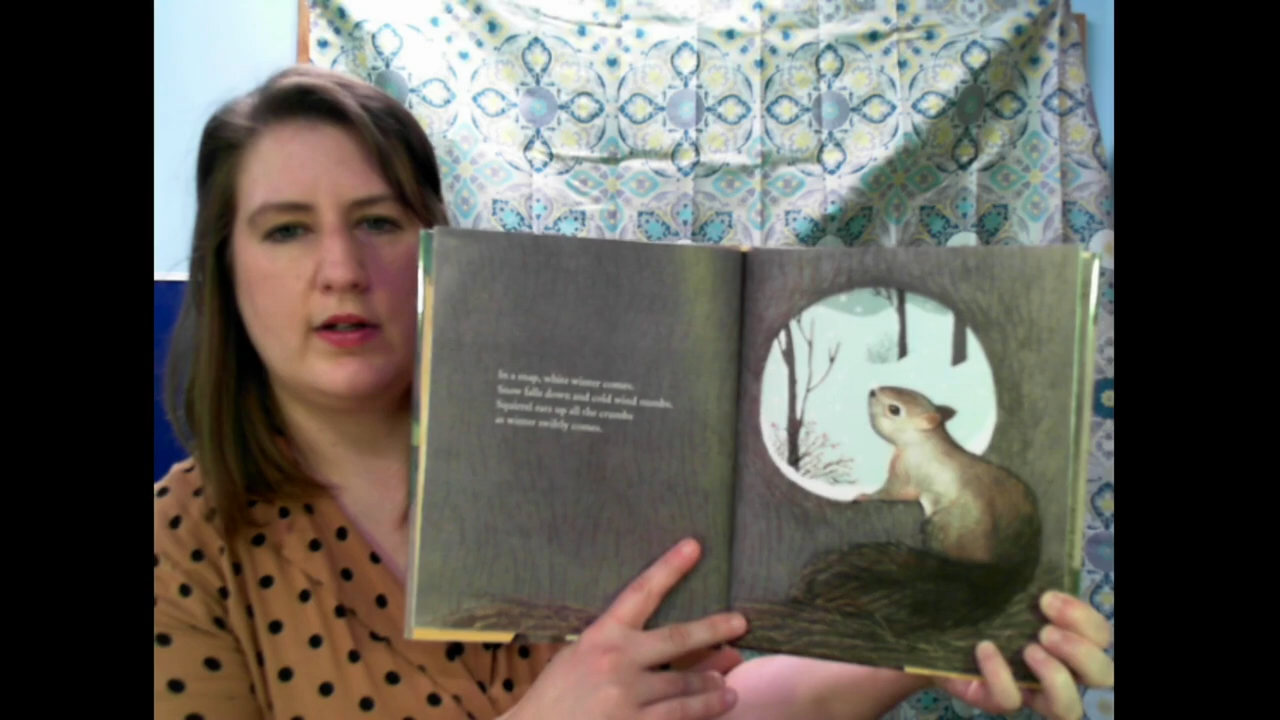 In a snap, white winter comes.
Snow falls down and cold wind numbs.
Squirrel eats up all the crumbs
as winter swiftly comes.